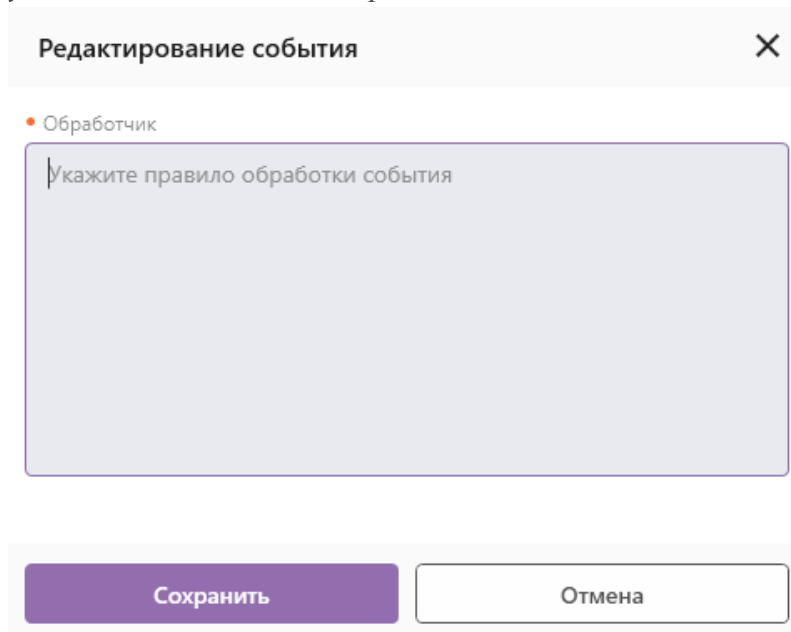 Редактирование события
Обработчик
Укажите правило обработки события
Сохранить
Отмена